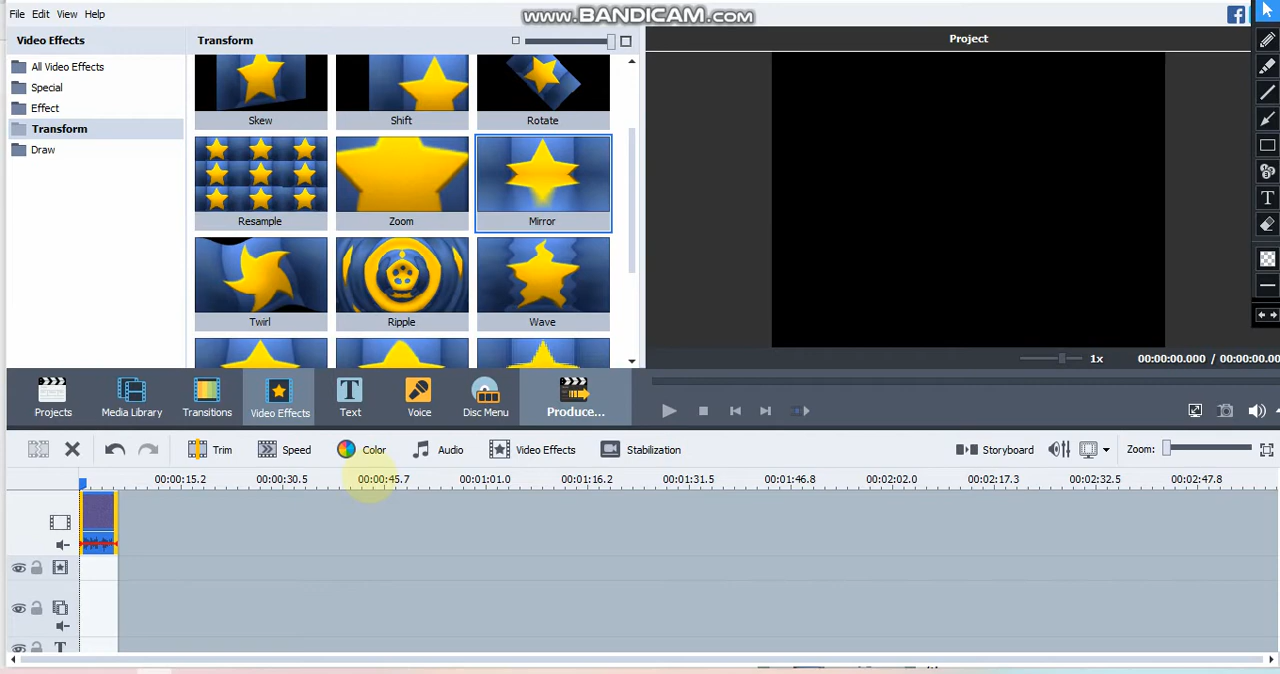 File Edit View Help
www.BANDICAM.com
Video Effects
Transform
Project
All Video Effects
Special
Effect
Transform
Draw
Skew
Shift
Rotate
Resample
Zoom
Mirror
Twirl
Ripple
Wave
1x
00:00:00.000 / 00:00:00.00
Projects
Media Library
Transitions
Video Effects
Text
Voice
Disc Menu
Produce...
Trim
Speed
Color
Audio
Video Effects
Stabilization
Storyboard
Zoom:
00:00:15.2 00:00:30.5 00:00:45.7 00:01:01.0 00:01:16.2 00:01:31.5 00:01:46.8 00:02:02.0 00:02:17.3 00:02:32.5 00:02:47.8